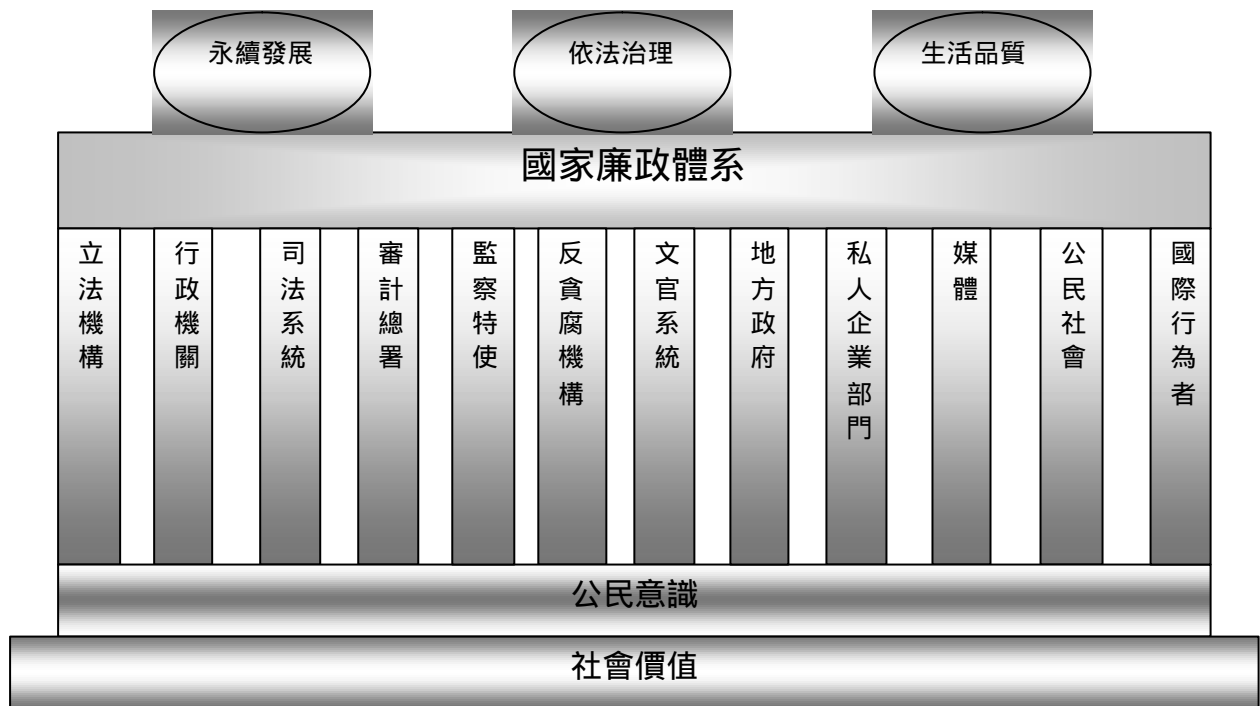 永續發展
依法治理
生活品質
國家廉政體系
立法機構
行政機關
司法系統
審計總署
監察特使
反貪腐機構
文官系統
地方政府
私人企業部門
媒體
公民社會
國際行為者
公民意識
社會價值